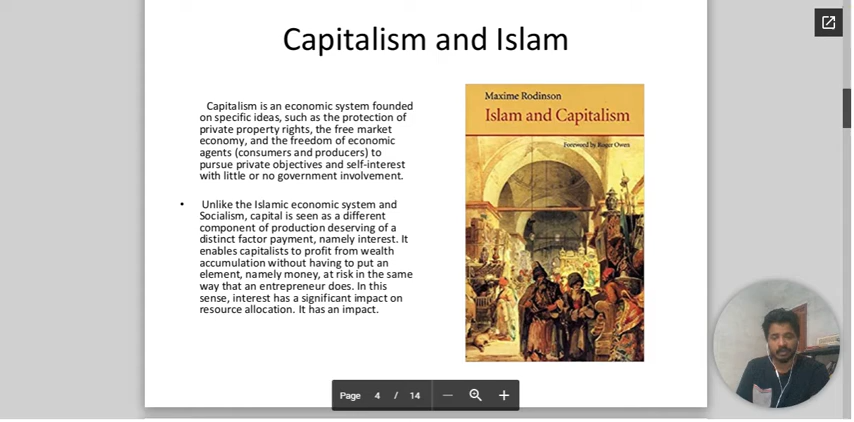 Capitalism and Islam
Capitalism is an economic system founded
on specific ideas, such as the protection of
private property rights, the free market
economy, and the freedom of economic
agents (consumers and producers) to
pursue private objectives and self-interest
with little or no government involvement.
• Unlike the Islamic economic system and
Socialism, capital is seen as a different
component of production deserving of a
distinct factor payment, namely interest. It
enables capitalists to profit from wealth
accumulation without having to put an
element, namely money, at risk in the same
way that an entrepreneur does. In this
sense, interest has a significant impact on
resource allocation. It has an impact.
Maxime Rodinson
Islam and Capitalism
Foreword by Roger Owen
Page 4 / 14